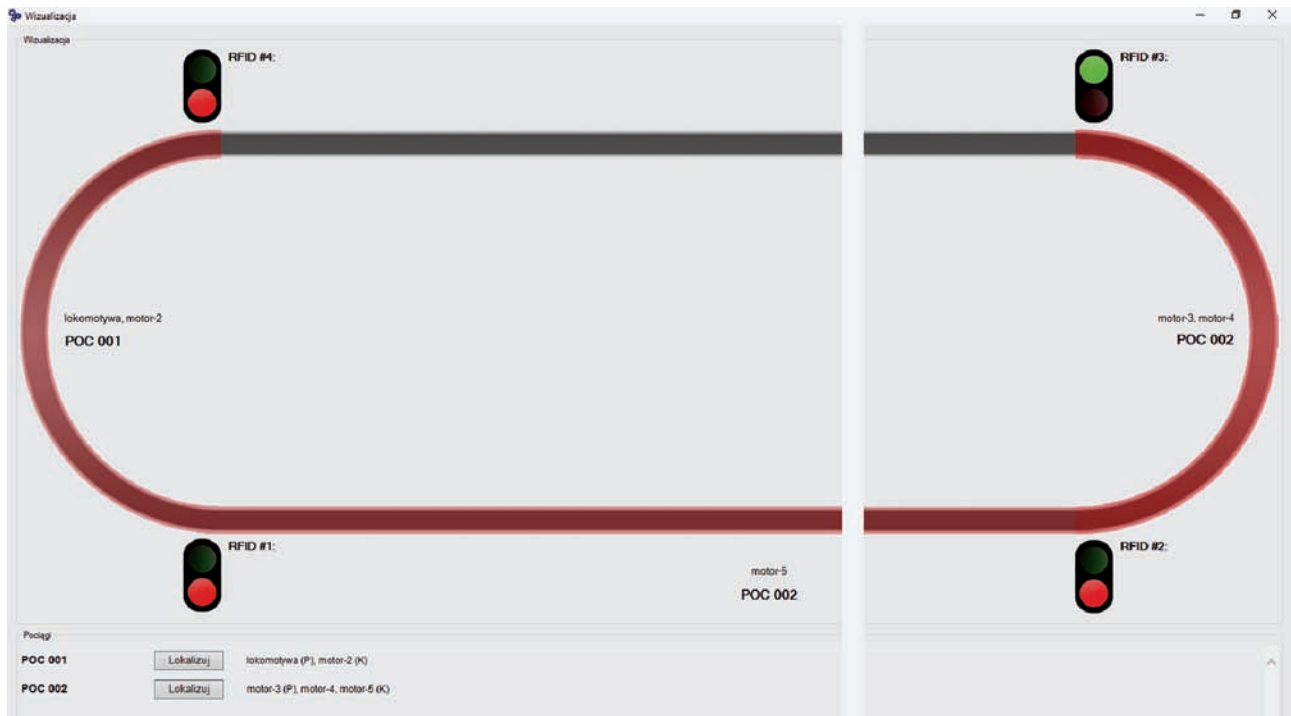 Wizualizacja
Wizualizacja
RFID #4:
RFID #3:
lokomotywa, motor-2
POC 001
motor-3, motor-4
POC 002
RFID #1:
RFID #2:
motor-5
POC 002
Pociągi
POC 001 Lokalizuj lokomotywa (P), motor-2 (K)
POC 002 Lokalizuj motor-3 (P), motor-4, motor-5 (K)